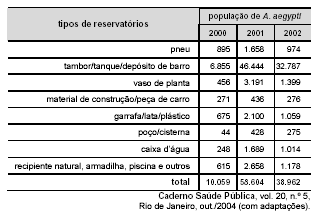 tipos de reservatórios população de A. aegypti
2000 2001 2002
pneu 895 1.658 974
tambor/tanque/depósito de barro 6.855 46.444 32.787
vaso de planta 456 3.191 1.399
material de construção/peça de carro 271 436 276
garrafa/lata/plástico 675 2.100 1.059
poço/cisterna 44 428 275
caixa d'água 248 1.689 1.014
recipiente natural, armadilha, piscina e outros 615 2.658 1.178
total 10.059 58.604 38.962
Caderno Saúde Pública, vol. 20, n.º 5,
Rio de Janeiro, out./2004 (com adaptações).